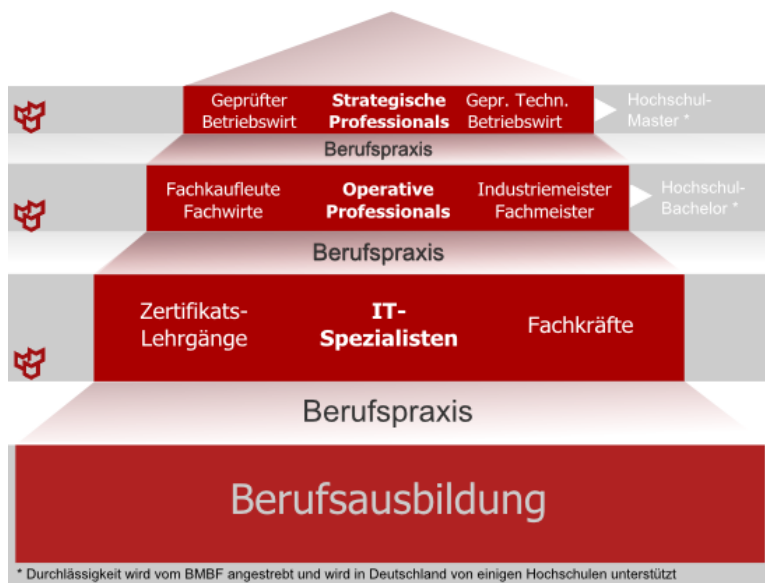 Geprüfter
Betriebswirt
Strategische
Professionals
Gepr. Techn.
Betriebswirt
Hochschul-
Master *
Berufspraxis
Fachkaufleute
Fachwirte
Operative
Professionals
Industriemeister
Fachmeister
Hochschul-
Bachelor *
Berufspraxis
Zertifikats-
Lehrgänge
IT-
Spezialisten
Fachkräfte
Berufspraxis
Berufsausbildung
* Durchlässigkeit wird vom BMBF angestrebt und wird in Deutschland von einigen Hochschulen unterstützt